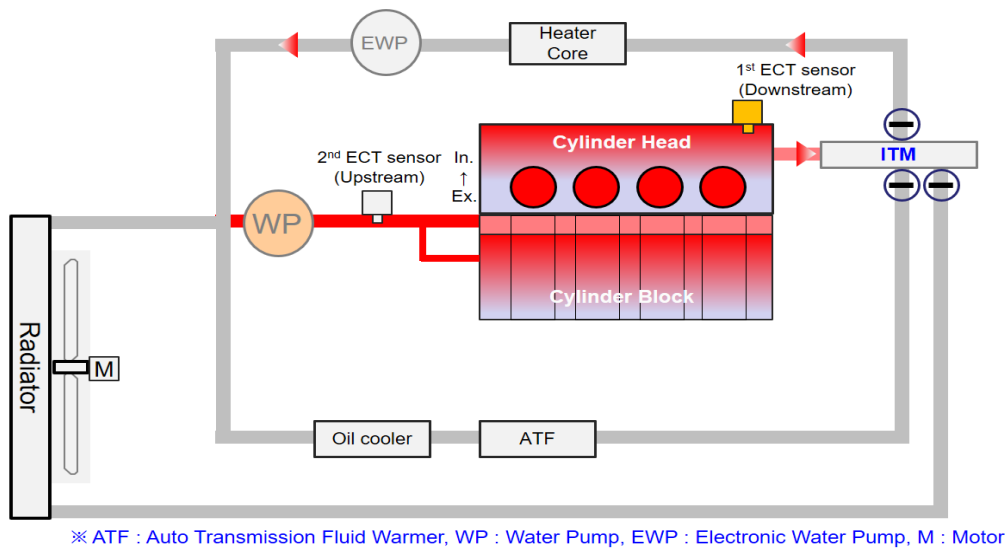 EWP
Heater
Core
1st ECT sensor
(Downstream)
2nd ECT sensor
(Upstream)
In.
↑
Ex.
Cylinder Head
ITM
WP
Cylinder Block
Radiator
M
Oil cooler
ATF
※ ATF : Auto Transmission Fluid Warmer, WP : Water Pump, EWP : Electronic Water Pump, M : Motor